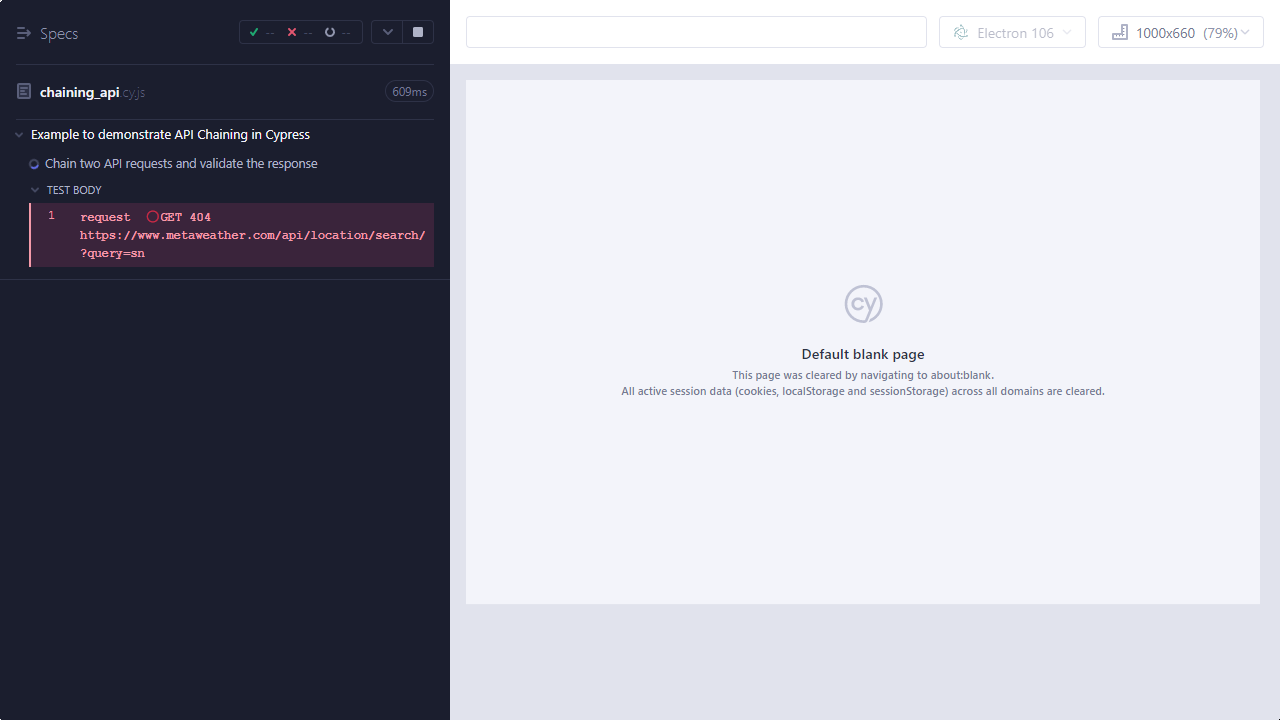 Specs
--
--
--
Electron 106
1000x660 (79%)
chaining_api.cy.js
609ms
Example to demonstrate API Chaining in Cypress
Chain two API requests and validate the response
TEST BODY
1 request GET 404
https://www.metaweather.com/api/location/search/
?query=sn
cy
Default blank page
This page was cleared by navigating to about:blank.
All active session data (cookies, localStorage and sessionStorage) across all domains are cleared.